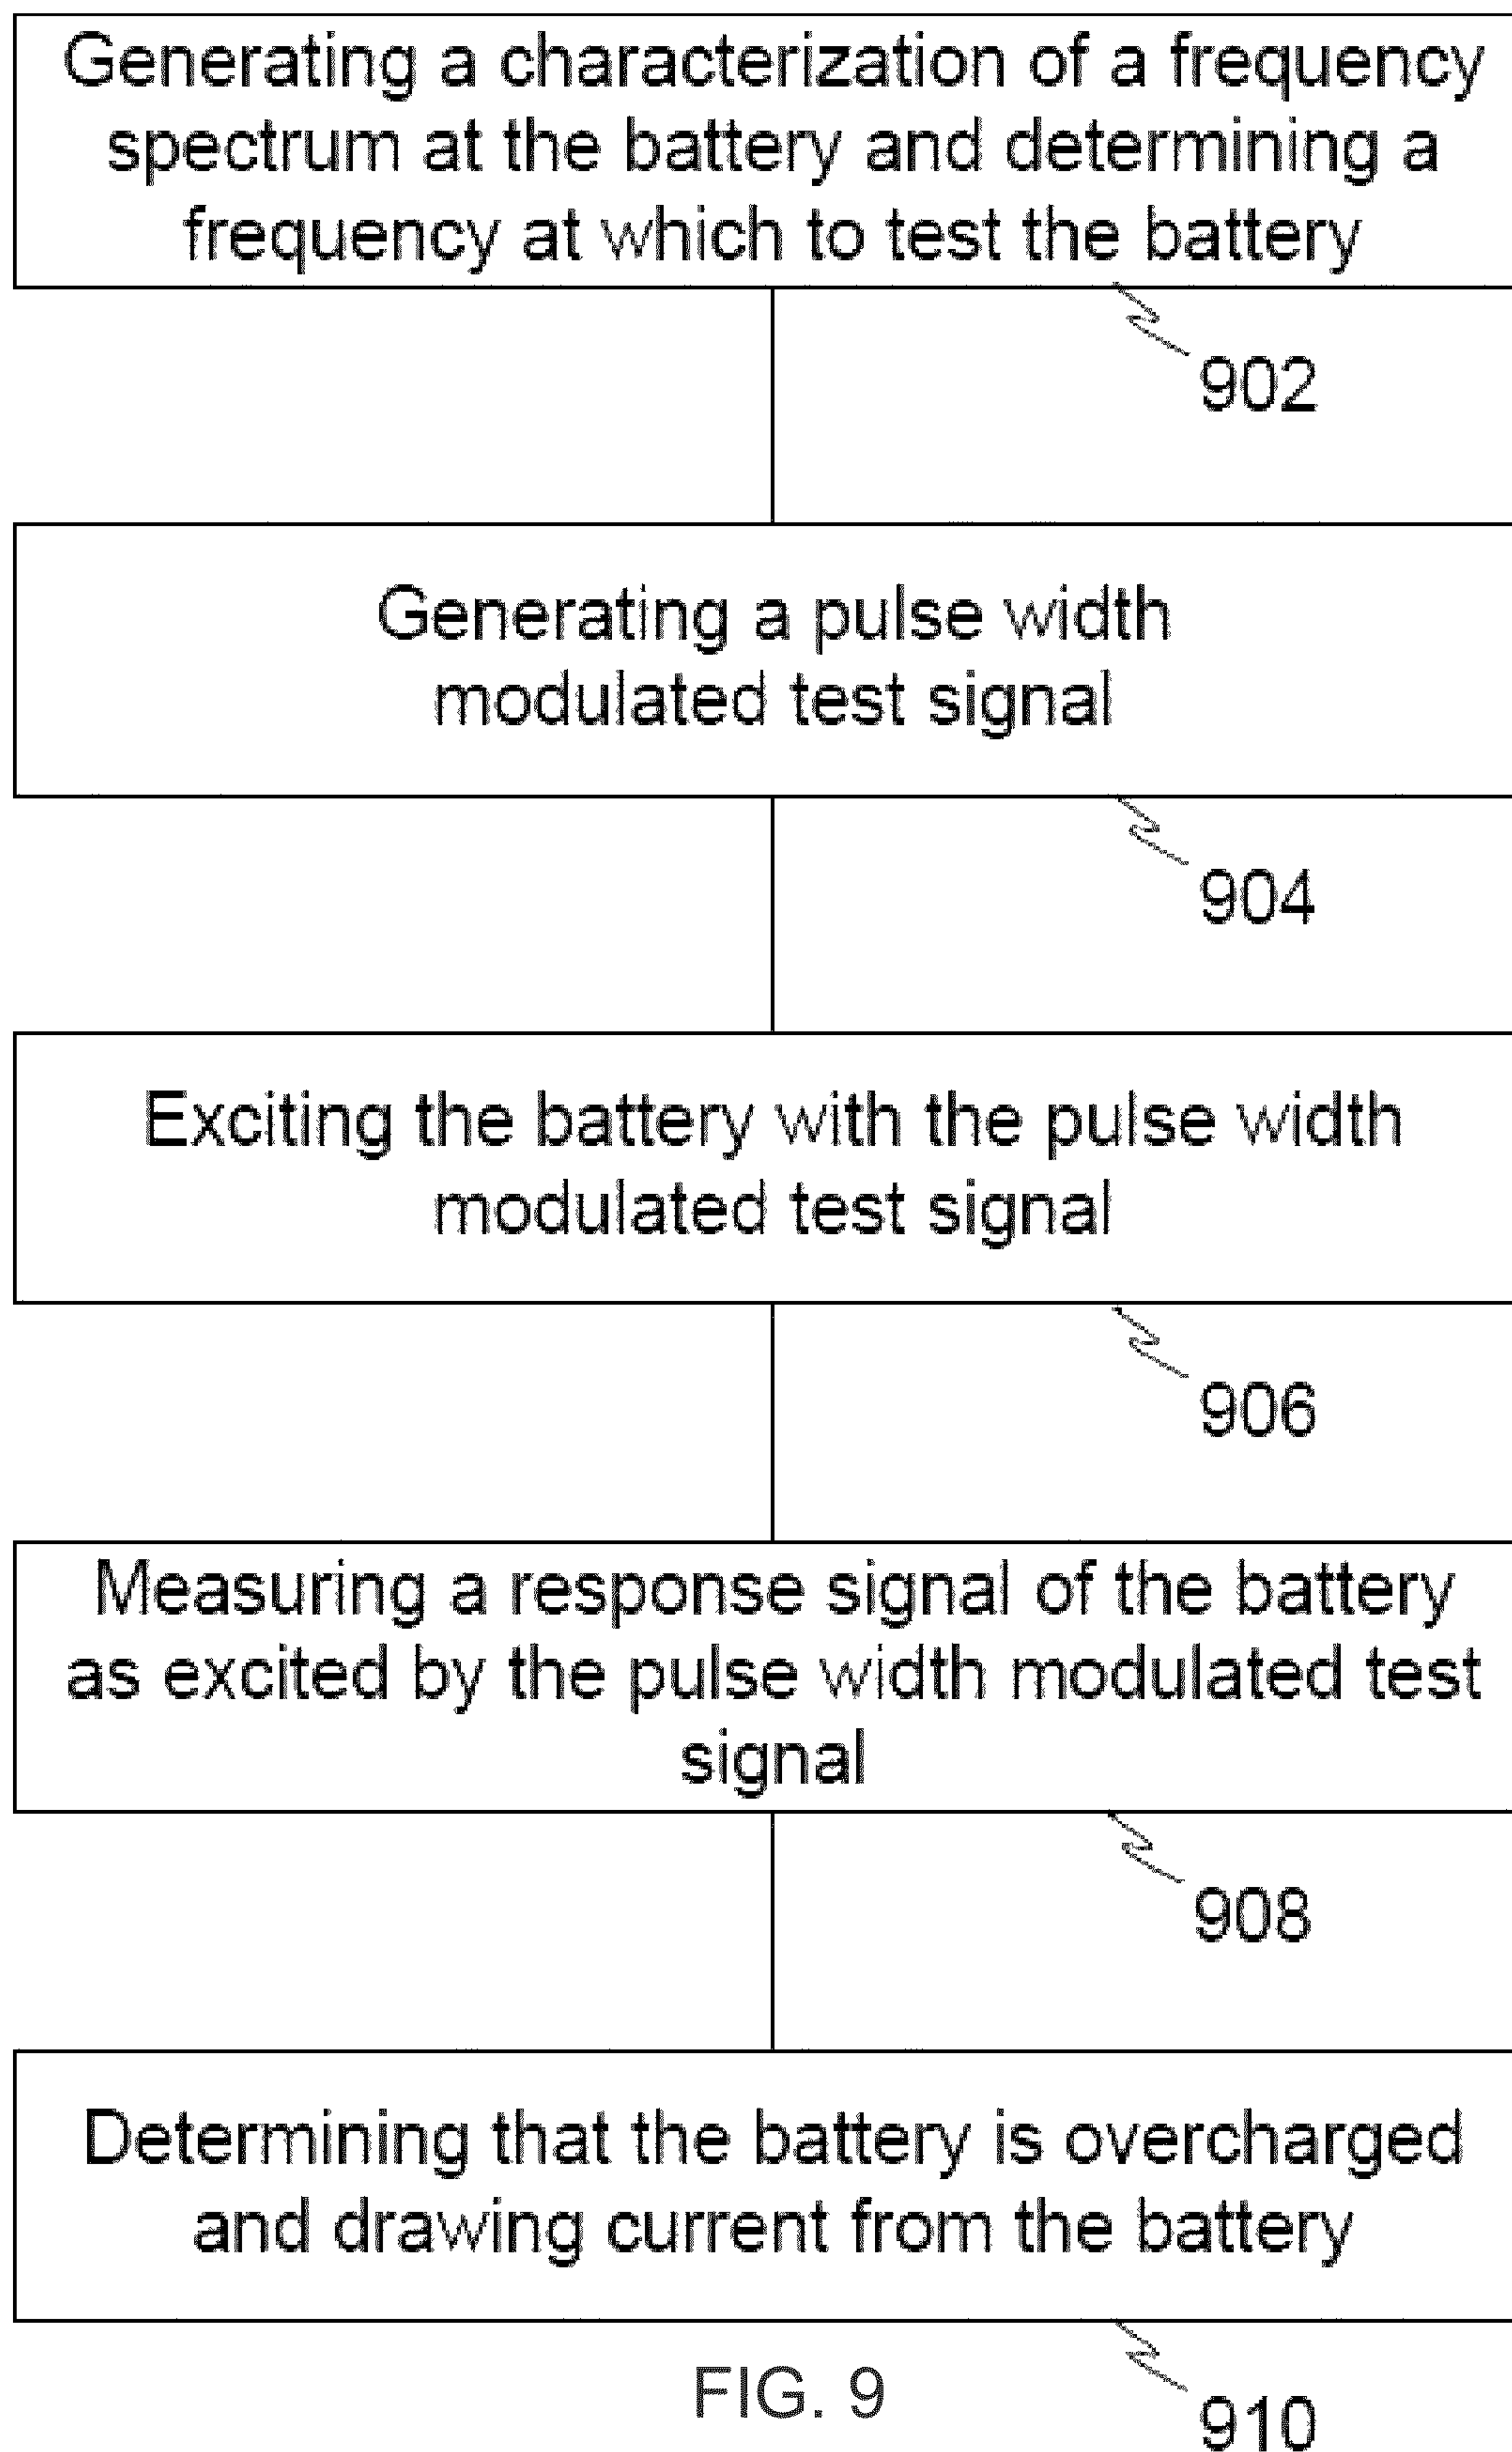 Generating a characterization of a frequency
spectrum at the battery and determining a
frequency at which to test the battery
902
Generating a pulse width
modulated test signal
904
Exciting the battery with the pulse width
modulated test signal
906
Measuring a response signal of the battery
as excited by the pulse width modulated test
signal
908
Determining that the battery is overcharged
and drawing current from the battery
910
FIG. 9